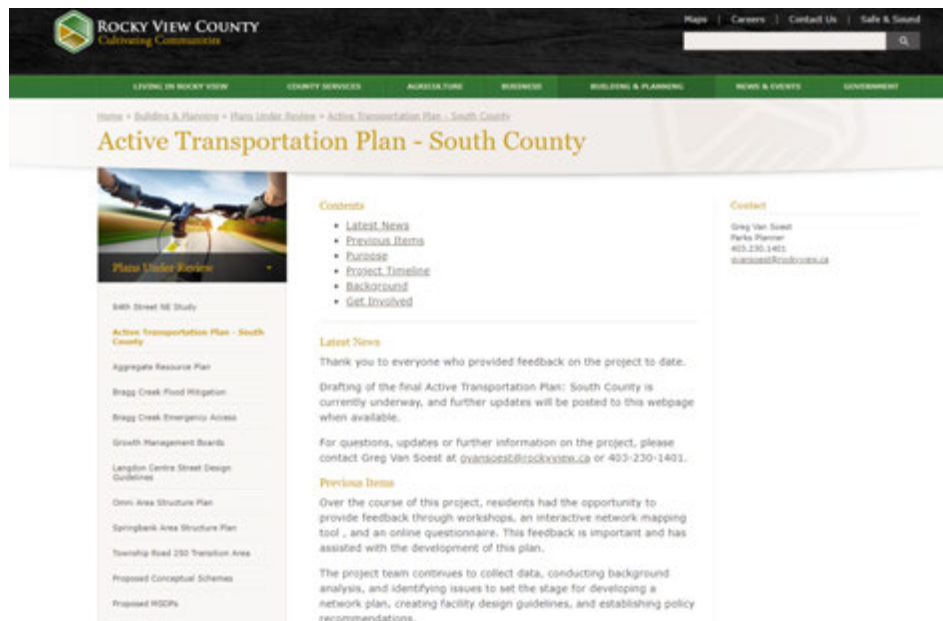 ROCKY VIEW COUNTY
Cultivating Communities
Maps | Careers | Contact Us | Safe & Sound
LIVING IN ROCKY VIEW COUNTY SERVICES AGRICULTURE BUSINESS BUILDING & PLANNING NEWS & EVENTS GOVERNMENT
Home » Building & Planning » Plans Under Review » Active Transportation Plan - South County
Active Transportation Plan - South County
Plans Under Review
84th Street NE Study
Active Transportation Plan - South
County
Aggregate Resource Plan
Bragg Creek Flood Mitigation
Bragg Creek Emergency Access
Growth Management Boards
Langdon Centre Street Design
Guidelines
Omni Area Structure Plan
Springbank Area Structure Plan
Township Road 250 Transition Area
Proposed Conceptual Schemes
Proposed MSDPs
Contents
• Latest News
• Previous Items
• Purpose
• Project Timeline
• Background
• Get Involved
Latest News
Thank you to everyone who provided feedback on the project to date.
Drafting of the final Active Transportation Plan: South County is
currently underway, and further updates will be posted to this webpage
when available.
For questions, updates or further information on the project, please
contact Greg Van Soest at gvansoest@rockyview.ca or 403-230-1401.
Previous Items
Over the course of this project, residents had the opportunity to
provide feedback through workshops, an interactive network mapping
tool , and an online questionnaire. This feedback is important and has
assisted with the development of this plan.
The project team continues to collect data, conducting background
analysis, and identifying issues to set the stage for developing a
network plan, creating facility design guidelines, and establishing policy
recommendations.
Contact
Greg Van Soest
Parks Planner
403.230.1401
gvansoest@rockyview.ca